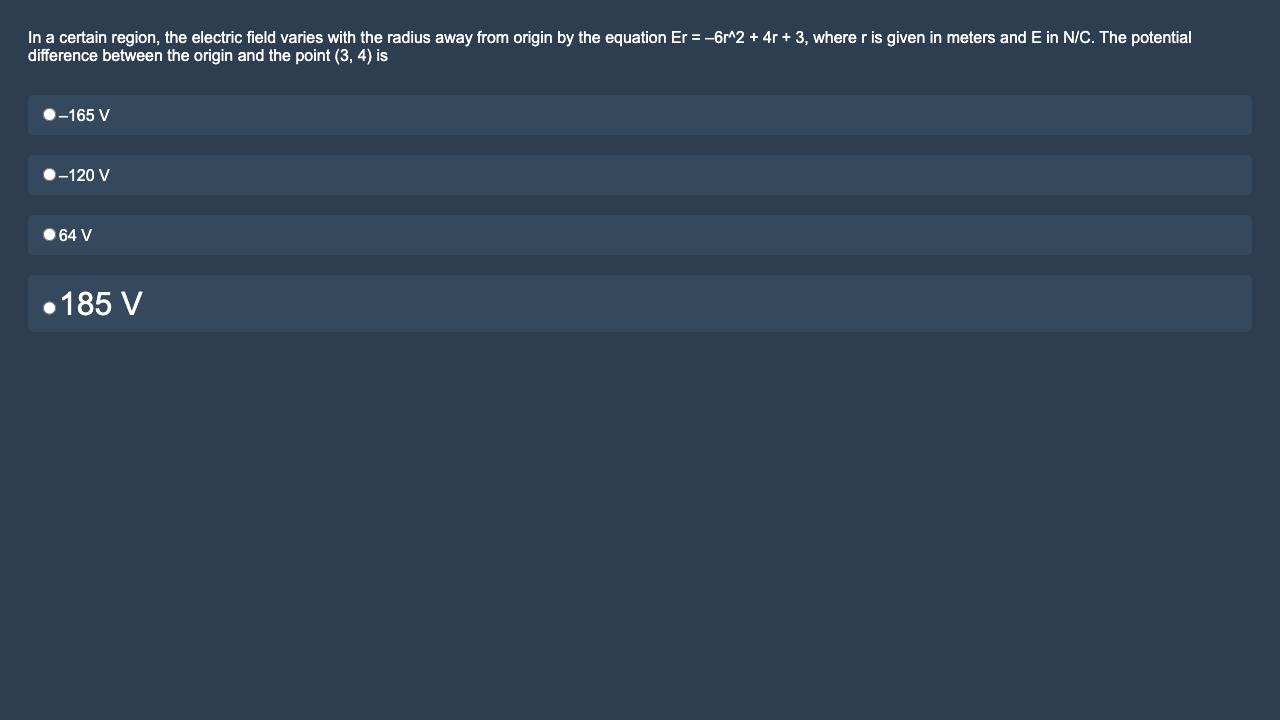 In a certain region, the electric field varies with the radius away from origin by the equation Er = –6r^2 + 4r + 3, where r is given in meters and E in N/C. The potential
difference between the origin and the point (3, 4) is
–165 V
–120 V
64 V
185 V